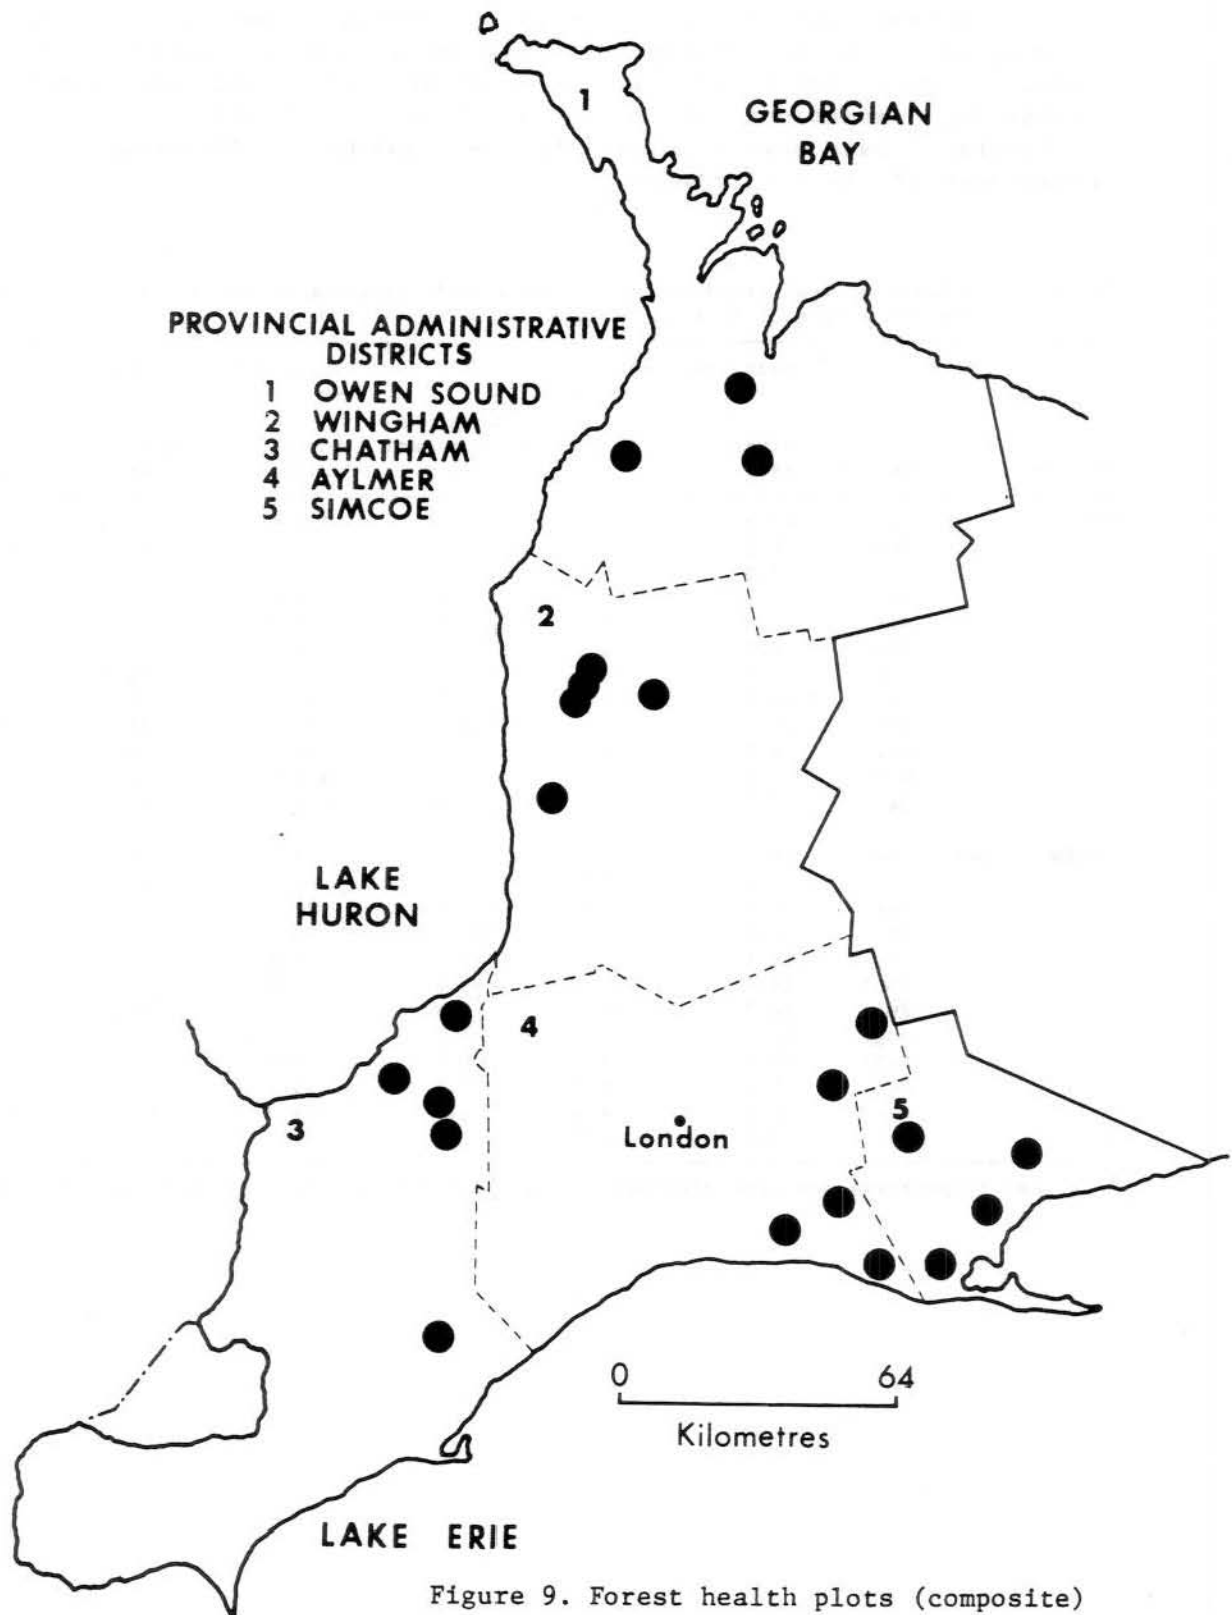 1
GEORGIAN
BAY
PROVINCIAL ADMINISTRATIVE
DISTRICTS
1 OWEN SOUND
2 WINGHAM
3 CHATHAM
4 AYLMER
5 SIMCOE
2
LAKE
HURON
4
3
5
London
0 64
Kilometres
LAKE ERIE
Figure 9. Forest health plots (composite)